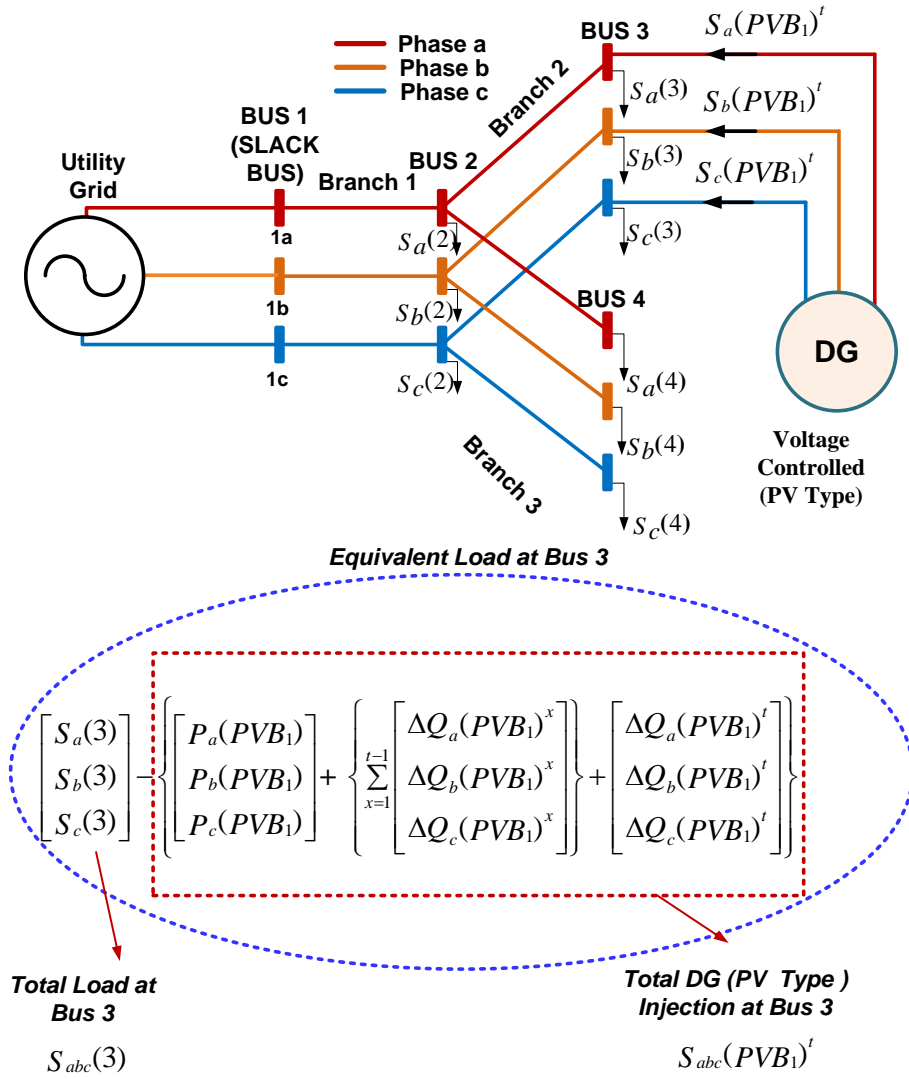 Phase a
Phase b
Phase c
Utility
Grid
BUS 1
(SLACK
BUS)
Branch 1
BUS 2
Branch 2
BUS 3
S_a(PVB_1)^t
S_b(PVB_1)^t
S_c(PVB_1)^t
S_a(3)
S_b(3)
S_c(3)
1a
1b
1c
S_a(2)
S_b(2)
S_c(2)
BUS 4
S_a(4)
S_b(4)
S_c(4)
Branch 3
DG
Voltage
Controlled
(PV Type)
Equivalent Load at Bus 3
[S_a(3) S_b(3) S_c(3)] − {[P_a(PVB_1) P_b(PVB_1) P_c(PVB_1)] + {∑_{x=1}^{t−1} [ΔQ_a(PVB_1)^x ΔQ_b(PVB_1)^x ΔQ_c(PVB_1)^x]} + [ΔQ_a(PVB_1)^t ΔQ_b(PVB_1)^t ΔQ_c(PVB_1)^t]}
Total Load at
Bus 3
S_{abc}(3)
Total DG (PV Type )
Injection at Bus 3
S_{abc}(PVB_1)^t